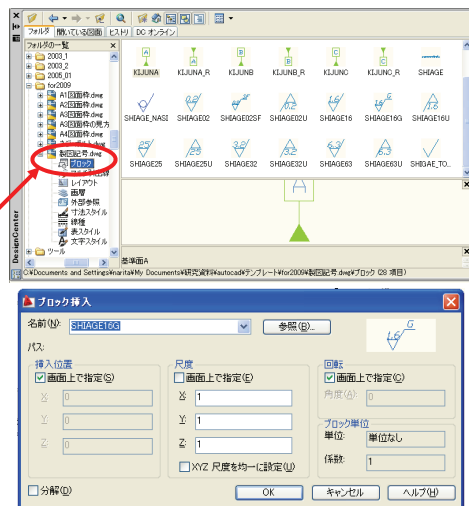 フォルダ 開いている図面 ヒストリ DC オンライン
フォルダの一覧
2003_1
2003_2
2005_01
for2009
A1図面枠.dwg
A2図面枠.dwg
A3図面枠.dwg
A3図面枠の見方
A4図面枠.dwg
製図記号.dwg
ブロック
レイアウト
画層
外部参照
寸法スタイル
線種
表スタイル
文字スタイル
ツール
KIJUNA KIJUNA_R KIJUNB KIJUNB_R KIJUNC KIJUNC_R SHIAGE
SHIAGE_NASI SHIAGE02 SHIAGE02SF SHIAGE02U SHIAGE16 SHIAGE16G SHIAGE16U
SHIAGE25 SHIAGE25U SHIAGE32 SHIAGE32U SHIAGE63 SHIAGE63U SHIGAE_TO...
A
基準面A
DesignCenter
C:¥Documents and Settings¥narita¥My Documents¥研究資料¥autocad¥テンプレート¥for2009¥製図記号.dwg¥ブロック (28 項目)
ブロック挿入
名前(N): SHIAGE16G 参照(B)...
1.6 G
パス:
挿入位置 尺度 回転
画面上で指定(S) 画面上で指定(E) 画面上で指定(C)
X: 0 X: 1 角度(A): 0
Y: 0 Y: 1 ブロック単位
単位: 単位なし
Z: 0 Z: 1
係数: 1
XYZ 尺度を均一に設定(U)
分解(D) OK キャンセル ヘルプ(H)